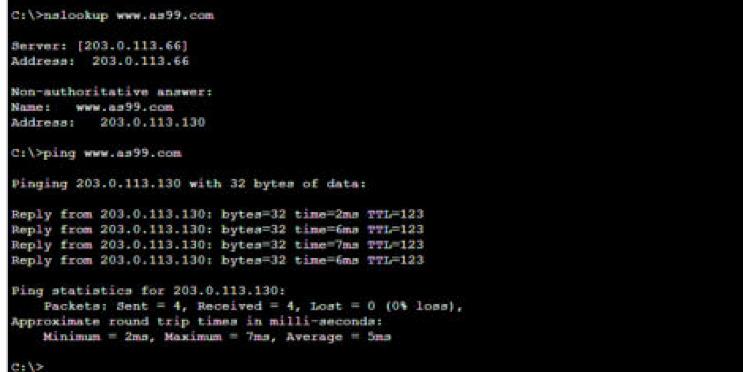 C:\>nslookup www.as99.com
Server: [203.0.113.66]
Address: 203.0.113.66
Non-authoritative answer:
Name: www.as99.com
Address: 203.0.113.130
C:\>ping www.as99.com
Pinging 203.0.113.130 with 32 bytes of data:
Reply from 203.0.113.130: bytes=32 time=2ms TTL=123
Reply from 203.0.113.130: bytes=32 time=6ms TTL=123
Reply from 203.0.113.130: bytes=32 time=7ms TTL=123
Reply from 203.0.113.130: bytes=32 time=6ms TTL=123
Ping statistics for 203.0.113.130:
Packets: Sent = 4, Received = 4, Lost = 0 (0% loss),
Approximate round trip times in milli-seconds:
Minimum = 2ms, Maximum = 7ms, Average = 5ms
C:\>